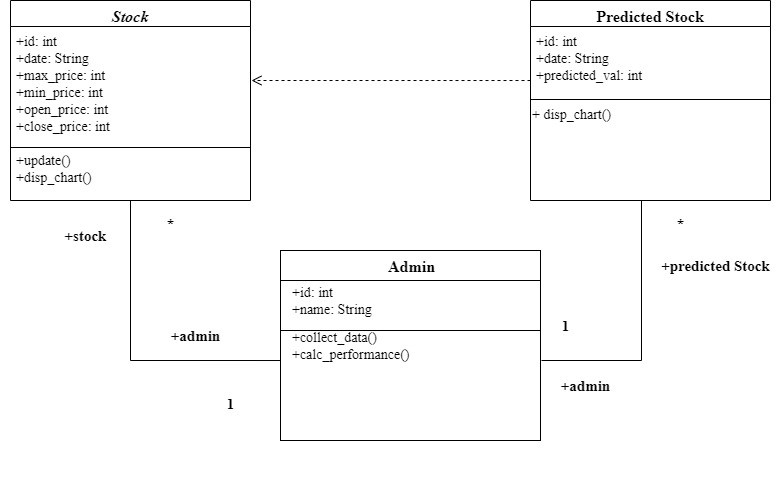 Stock
+id: int
+date: String
+max_price: int
+min_price: int
+open_price: int
+close_price: int
+update()
+disp_chart()
Predicted Stock
+id: int
+date: String
+predicted_val: int
+ disp_chart()
*
+stock
*
+predicted Stock
Admin
+id: int
+name: String
+collect_data()
+calc_performance()
+admin
1
1
+admin